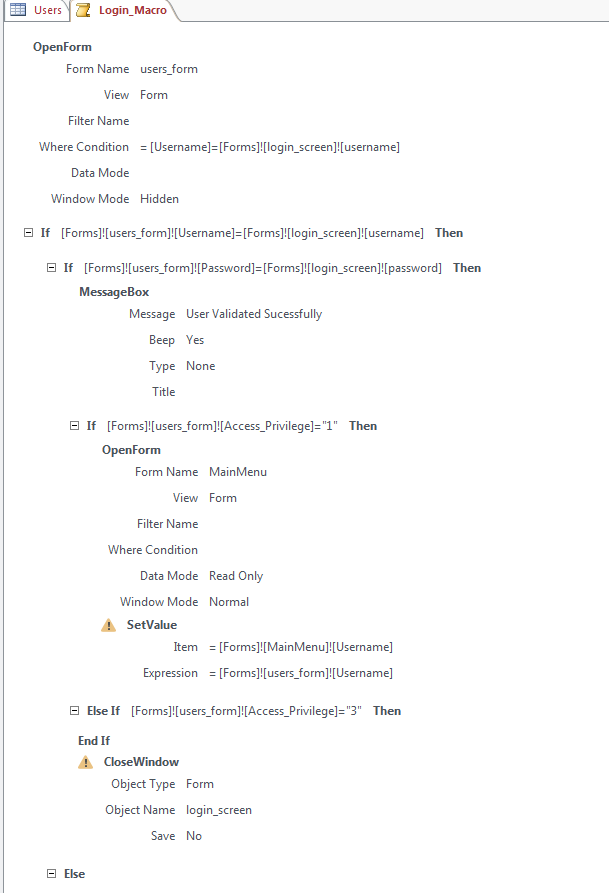 Users Login_Macro
OpenForm
Form Name users_form
View Form
Filter Name
Where Condition = [Username]=[Forms]![login_screen]![username]
Data Mode
Window Mode Hidden
If [Forms]![users_form]![Username]=[Forms]![login_screen]![username] Then
If [Forms]![users_form]![Password]=[Forms]![login_screen]![password] Then
MessageBox
Message User Validated Sucessfully
Beep Yes
Type None
Title
If [Forms]![users_form]![Access_Privilege]="1" Then
OpenForm
Form Name MainMenu
View Form
Filter Name
Where Condition
Data Mode Read Only
Window Mode Normal
SetValue
Item = [Forms]![MainMenu]![Username]
Expression = [Forms]![users_form]![Username]
Else If [Forms]![users_form]![Access_Privilege]="3" Then
End If
CloseWindow
Object Type Form
Object Name login_screen
Save No
Else